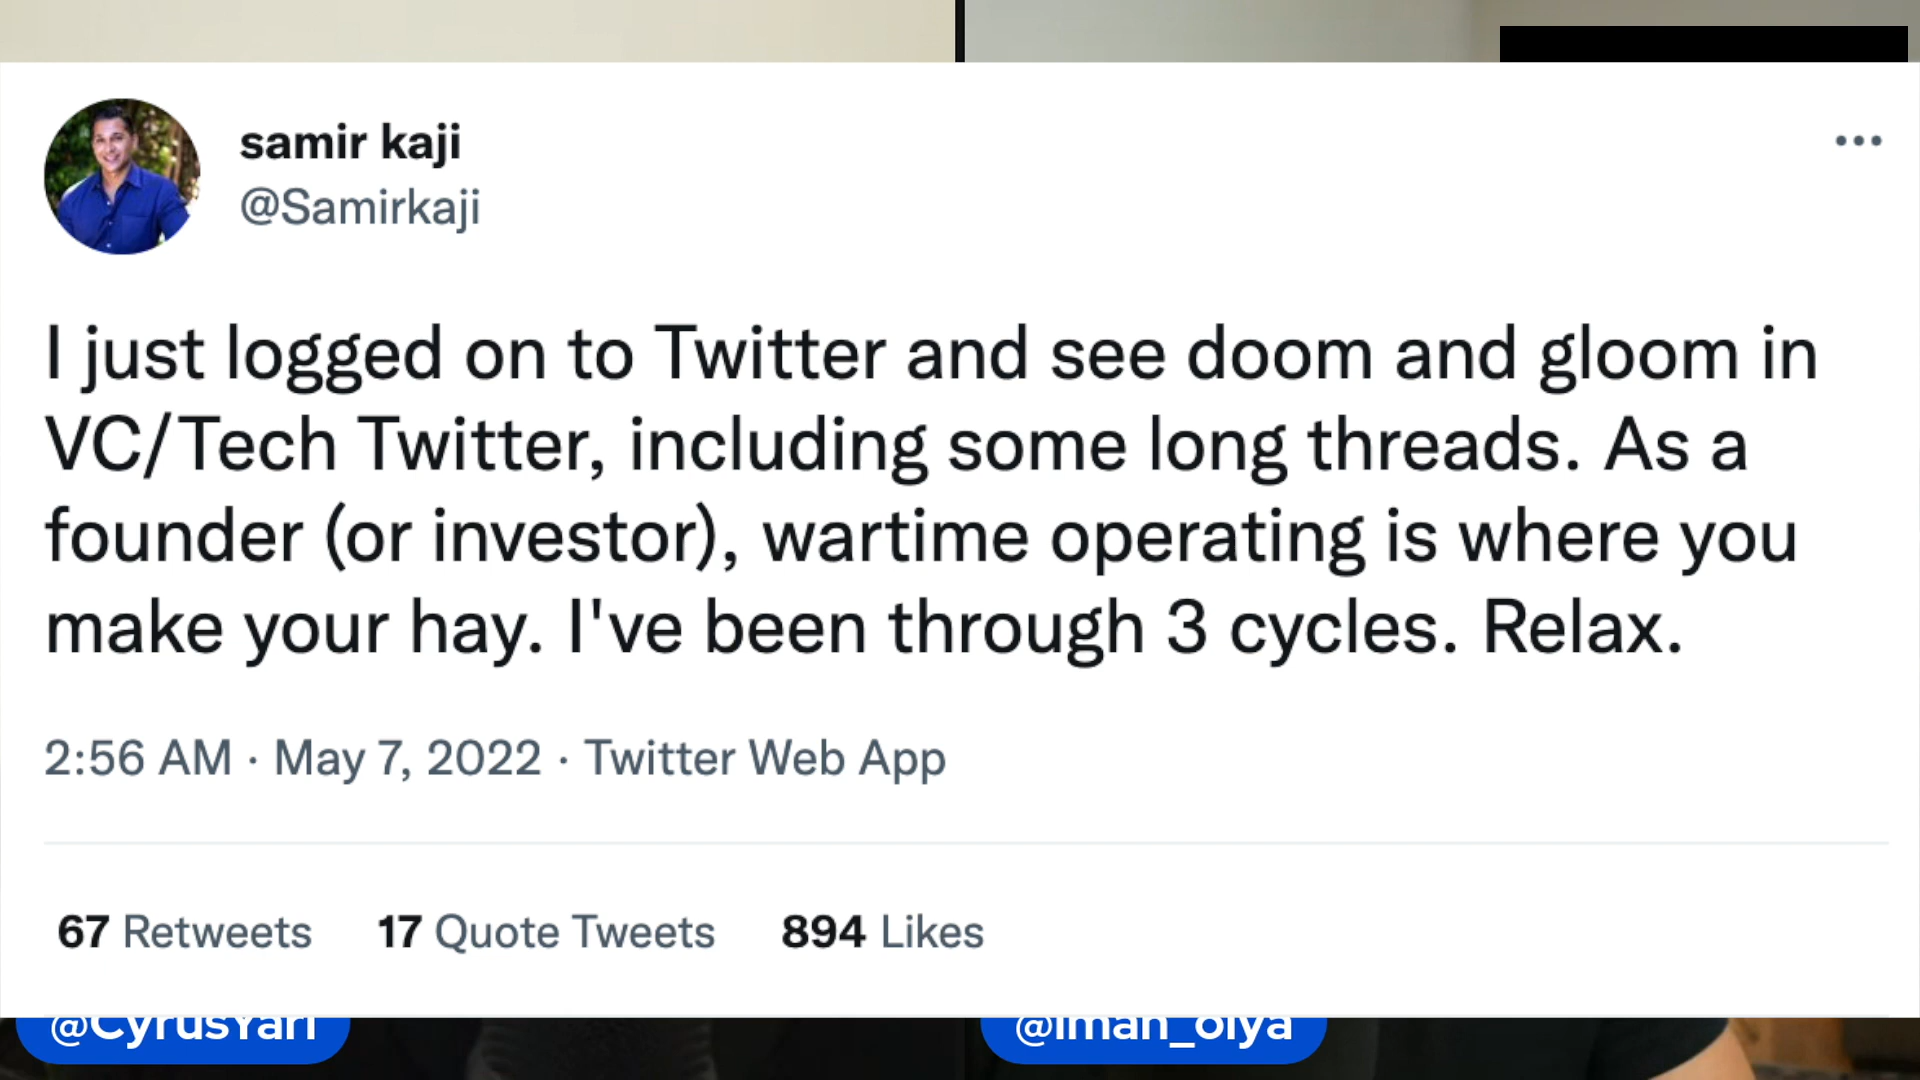 samir kaji
@Samirkaji
I just logged on to Twitter and see doom and gloom in
VC/Tech Twitter, including some long threads. As a
founder (or investor), wartime operating is where you
make your hay. I've been through 3 cycles. Relax.
2:56 AM · May 7, 2022 · Twitter Web App
67 Retweets 17 Quote Tweets 894 Likes
@CyrusYari @iman_olya